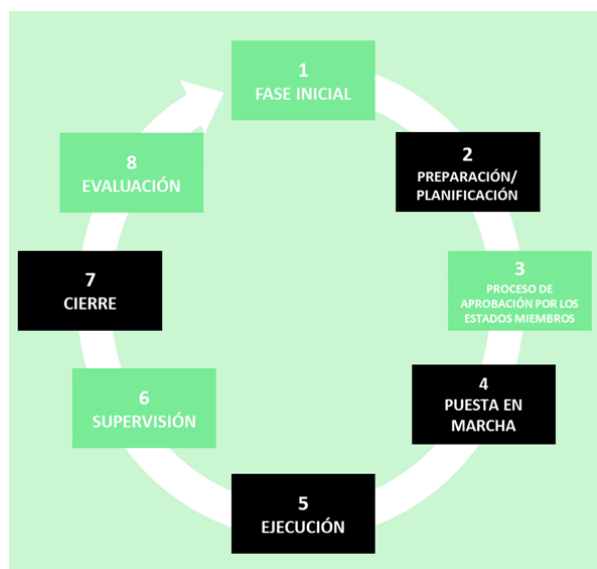 1
FASE INICIAL
2
PREPARACIÓN/
PLANIFICACIÓN
3
PROCESO DE
APROBACIÓN POR LOS
ESTADOS MIEMBROS
4
PUESTA EN
MARCHA
5
EJECUCIÓN
6
SUPERVISIÓN
7
CIERRE
8
EVALUACIÓN